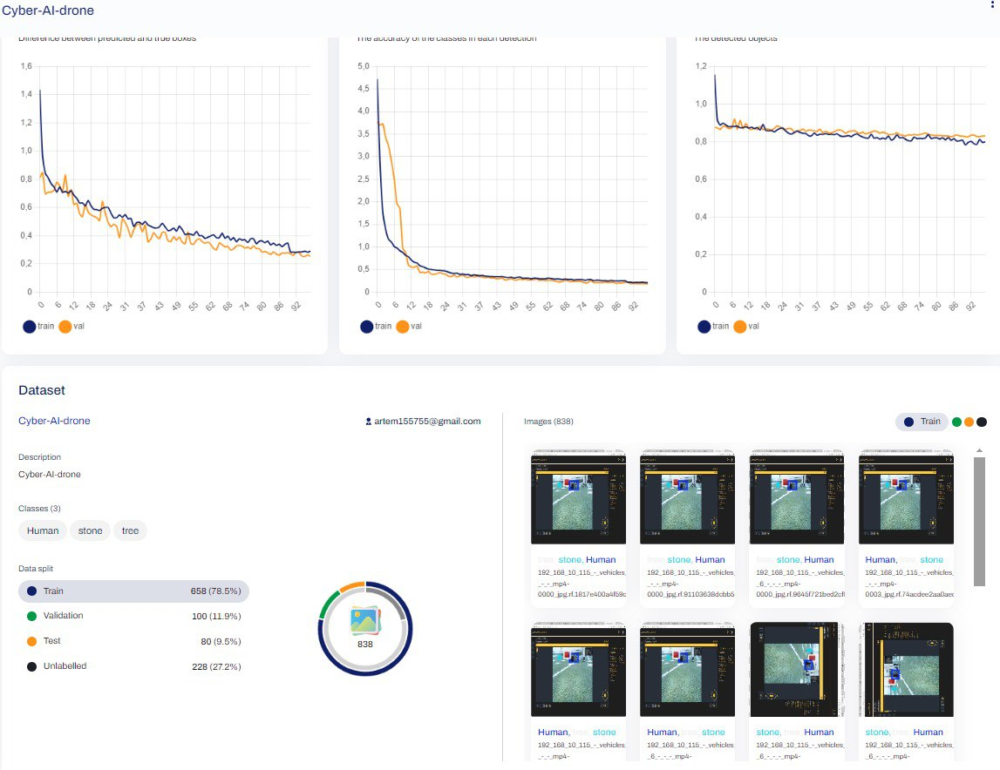 Cyber-AI-drone
Difference between predicted and true boxes
The accuracy of the classes in each detection
The detected objects
1,6
1,4
1,2
1,0
0,8
0,6
0,4
0,2
0
0 6 12 18 24 31 37 43 49 55 62 68 74 80 86 92
train val
5,0
4,5
4,0
3,5
3,0
2,5
2,0
1,5
1,0
0,5
0
0 6 12 18 24 31 37 43 49 55 62 68 74 80 86 92
train val
1,2
1,0
0,8
0,6
0,4
0,2
0
0 6 12 18 24 31 37 43 49 55 62 68 74 80 86 92
train val
Dataset
Cyber-AI-drone
artem155755@gmail.com
Description
Cyber-AI-drone
Classes (3)
Human stone tree
Data split
Train 658 (78.5%)
Validation 100 (11.9%)
Test 80 (9.5%)
Unlabelled 228 (27.2%)
838
Images (838)
Train
tree, stone, Human
192_168_10_115_-_vehicles_
_-_-_mp4-
0000_jpg.rf.1817e400a4f59c
tree, stone, Human
192_168_10_115_-_vehicles_
_-_-_mp4-
0000_jpg.rf.91103638dcbb5
tree, stone, Human
192_168_10_115_-_vehicles_
_6_-_-_-_mp4-
0000_jpg.rf.9645f721bed2cf
Human, tree, stone
192_168_10_115_-_vehicles_
_-_-_mp4-
0003_jpg.rf.74aodee2aa0aec
Human, tree, stone
192_168_10_115_-_vehicles_
_-_-_mp4-
Human, tree, stone
192_168_10_115_-_vehicles_
_6_-_-_-_mp4-
stone, tree, Human
192_168_10_115_-_vehicles_
_6_-_-_-_mp4-
stone, tree, Human
192_168_10_115_-_vehicles_
_6_-_-_-_mp4-